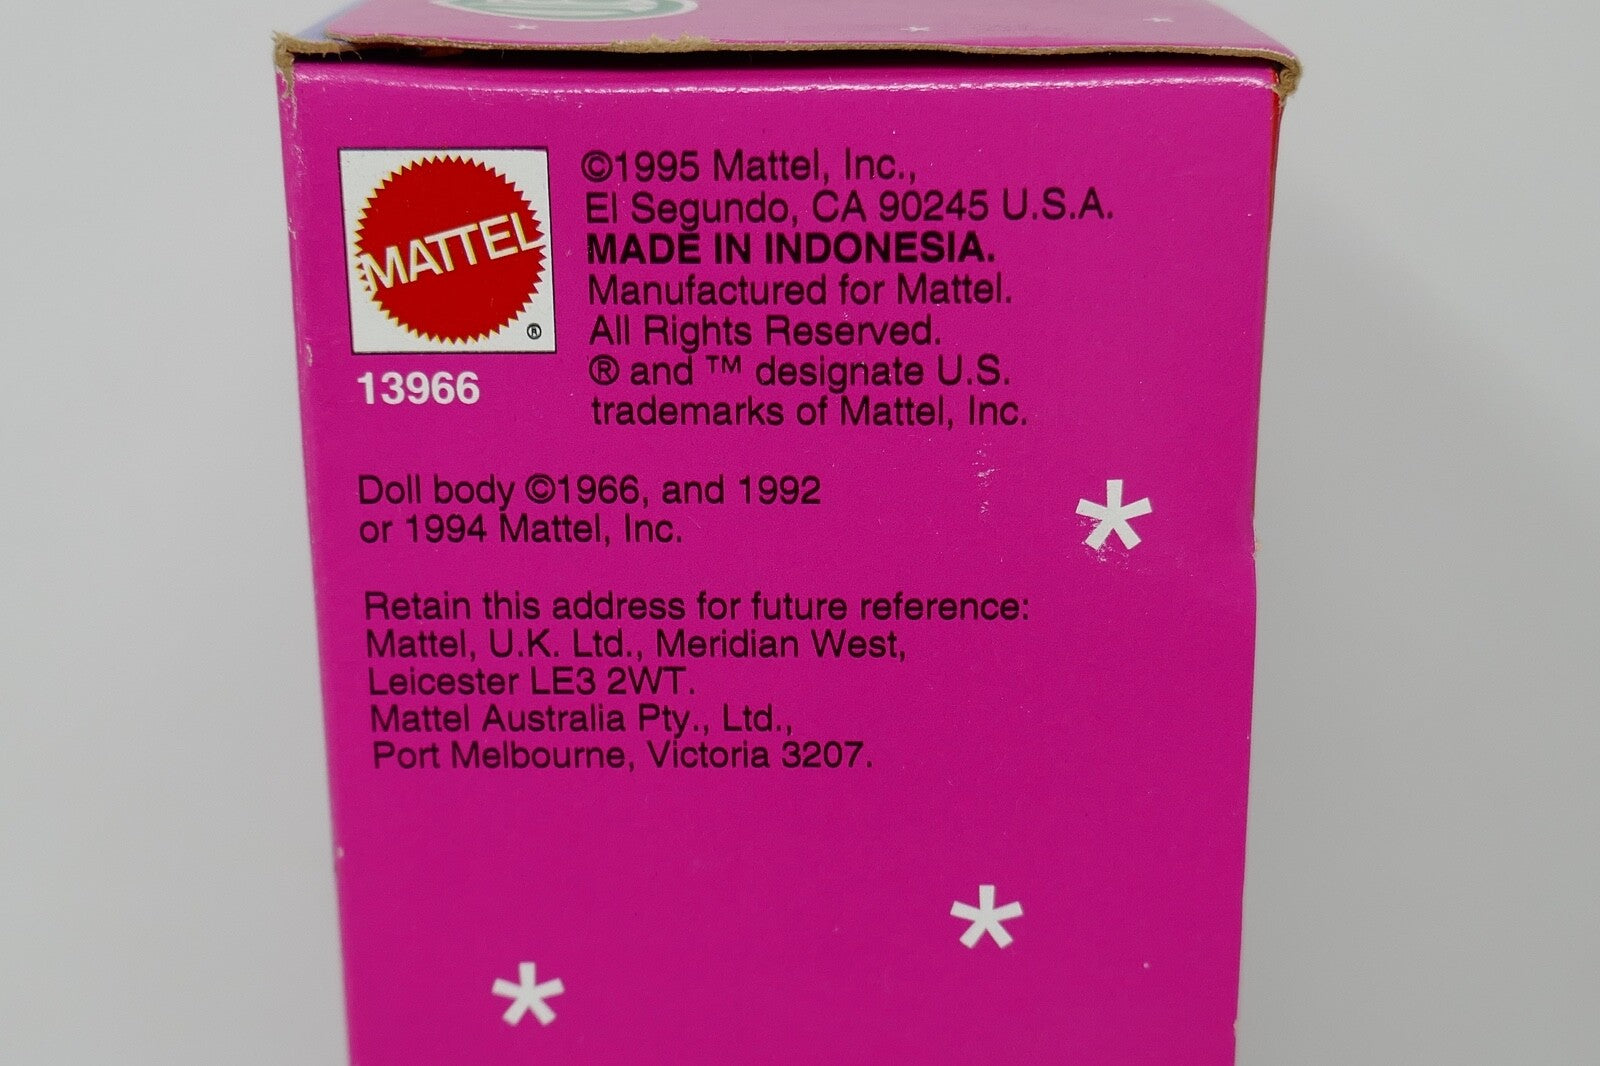 MATTEL
®
13966
©1995 Mattel, Inc.,
El Segundo, CA 90245 U.S.A.
MADE IN INDONESIA.
Manufactured for Mattel.
All Rights Reserved.
® and ™ designate U.S.
trademarks of Mattel, Inc.
Doll body ©1966, and 1992
or 1994 Mattel, Inc.
Retain this address for future reference:
Mattel, U.K. Ltd., Meridian West,
Leicester LE3 2WT.
Mattel Australia Pty., Ltd.,
Port Melbourne, Victoria 3207.